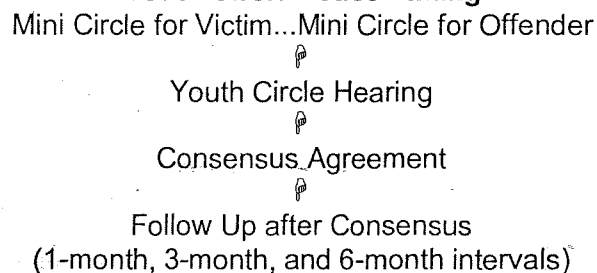 Mini Circle for Victim...Mini Circle for Offender
Youth Circle Hearing
Consensus Agreement
Follow Up after Consensus
(1-month, 3-month, and 6-month intervals)